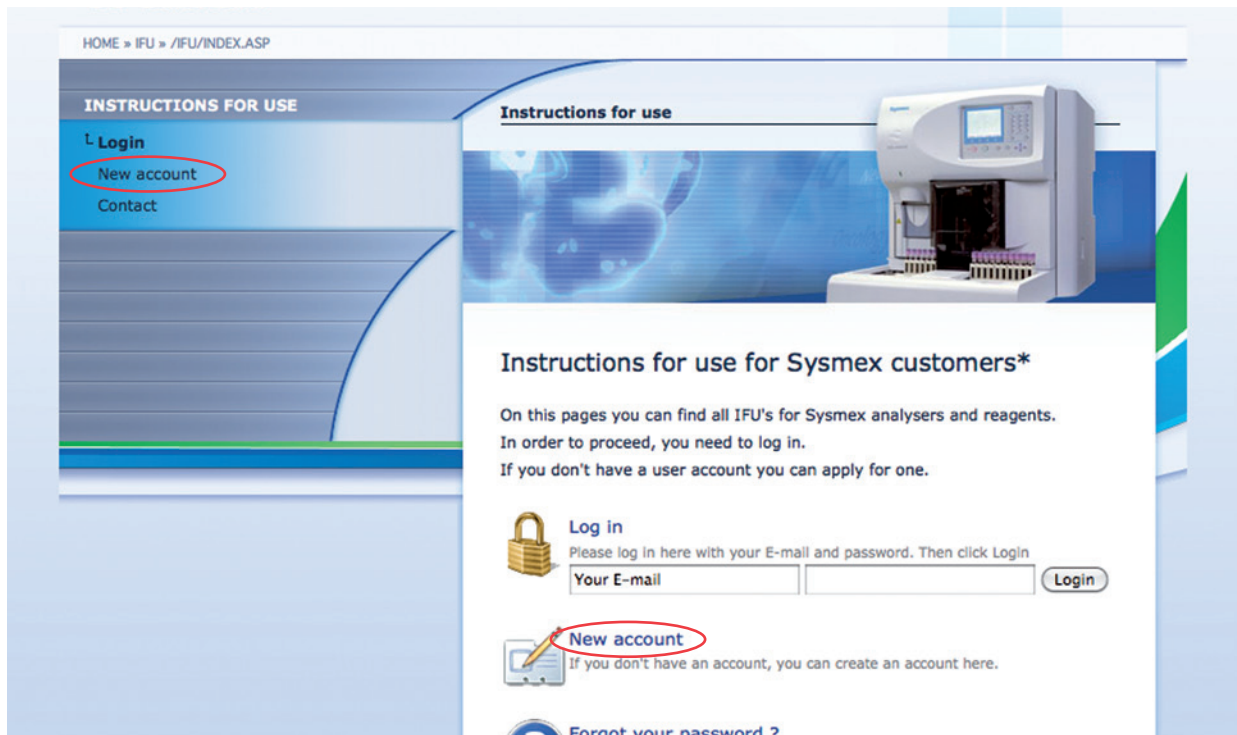 HOME » IFU » /IFU/INDEX.ASP
INSTRUCTIONS FOR USE
Login
New account
Contact
Instructions for use
Sysmex
Instructions for use for Sysmex customers*
On this pages you can find all IFU's for Sysmex analysers and reagents.
In order to proceed, you need to log in.
If you don't have a user account you can apply for one.
Log in
Please log in here with your E-mail and password. Then click Login
Your E-mail
Login
New account
If you don't have an account, you can create an account here.
Forgot your password ?